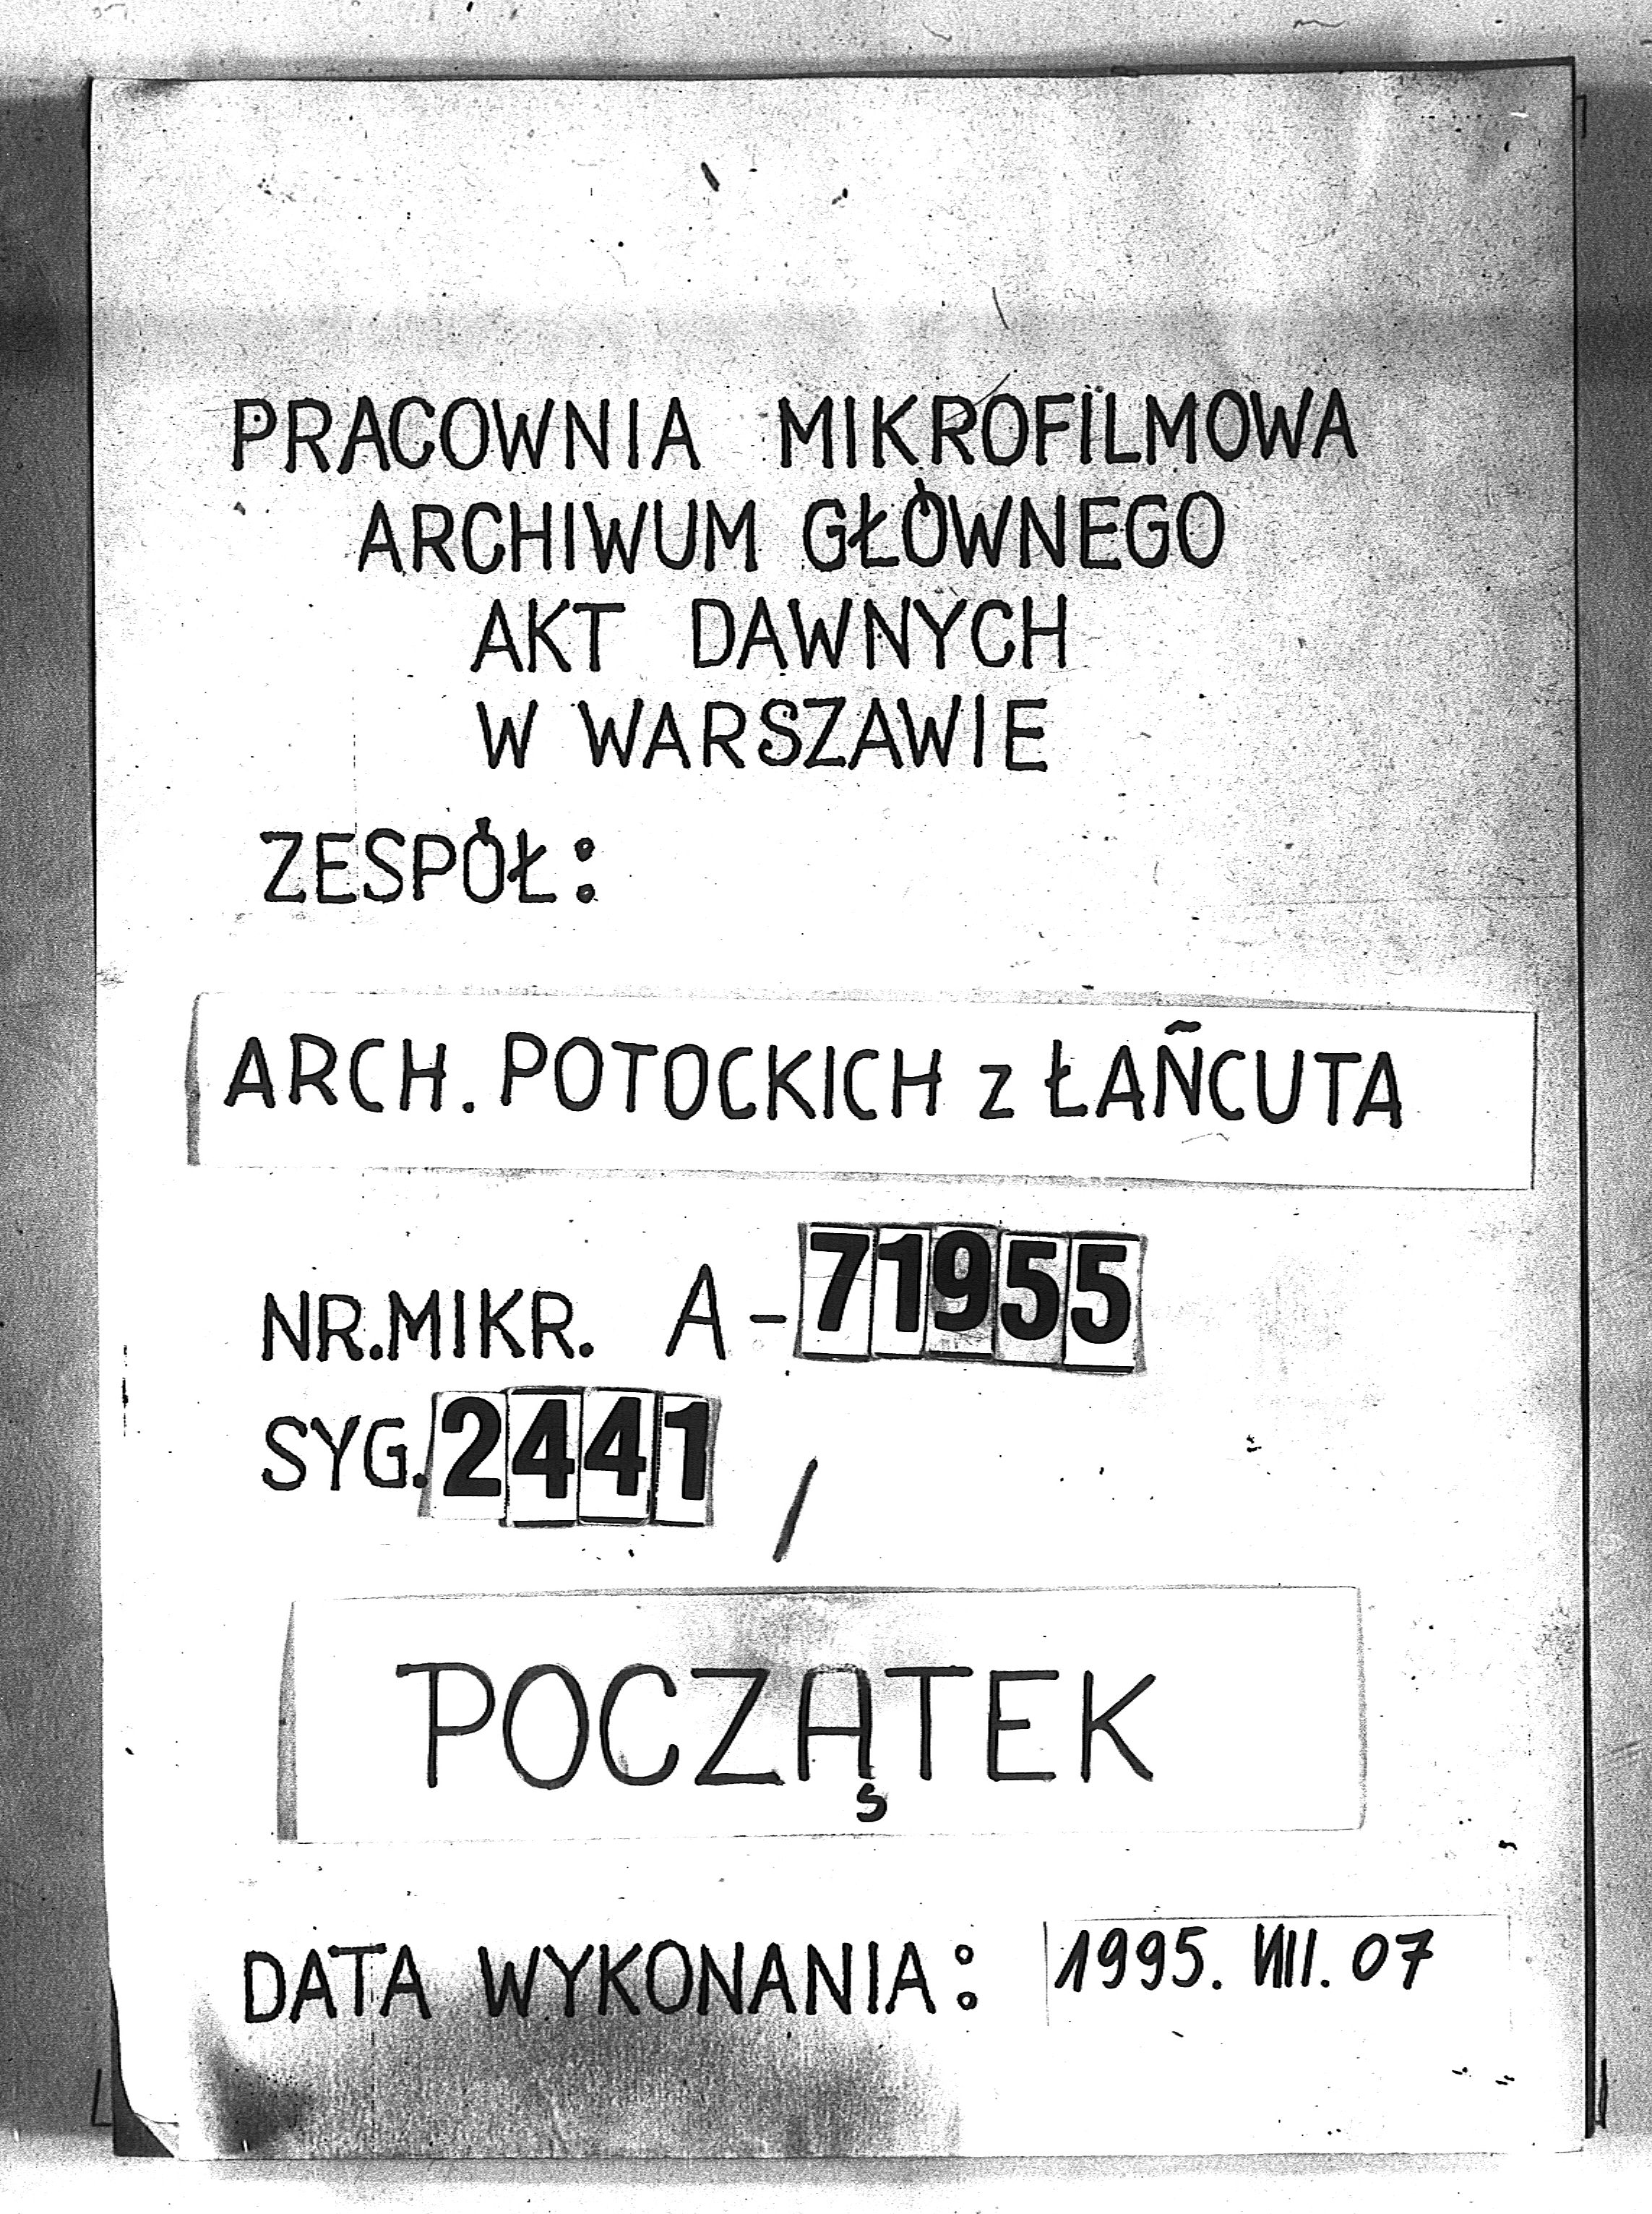 PRACOWNIA MIKROFILMOWA
ARCHIWUM GŁÓWNEGO
AKT DAWNYCH
W WARSZAWIE
ZESPÓŁ:
ARCH. POTOCKICH z ŁAÑCUTA
NR.MIKR. A-71955
SYG. 2441 /
POCZĄTEK
DATA WYKONANIA: 1995. VIII. 07